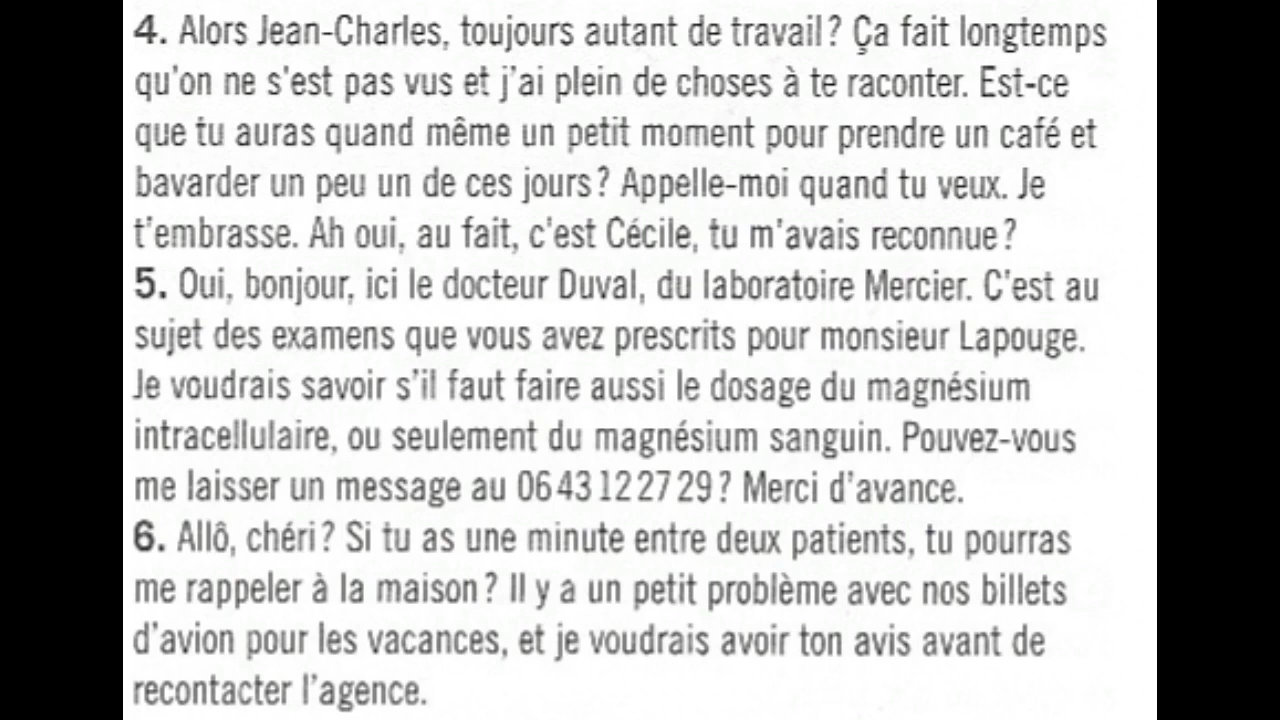 4. Alors Jean-Charles, toujours autant de travail? Ça fait longtemps
qu'on ne s'est pas vus et j'ai plein de choses à te raconter. Est-ce
que tu auras quand même un petit moment pour prendre un café et
bavarder un peu un de ces jours? Appelle-moi quand tu veux. Je
t'embrasse. Ah oui, au fait, c'est Cécile, tu m'avais reconnue?
5. Oui, bonjour, ici le docteur Duval, du laboratoire Mercier. C'est au
sujet des examens que vous avez prescrits pour monsieur Lapouge.
Je voudrais savoir s'il faut faire aussi le dosage du magnésium
intracellulaire, ou seulement du magnésium sanguin. Pouvez-vous
me laisser un message au 06 43 12 27 29? Merci d'avance.
6. Allô, chéri? Si tu as une minute entre deux patients, tu pourras
me rappeler à la maison? Il y a un petit problème avec nos billets
d'avion pour les vacances, et je voudrais avoir ton avis avant de
recontacter l'agence.